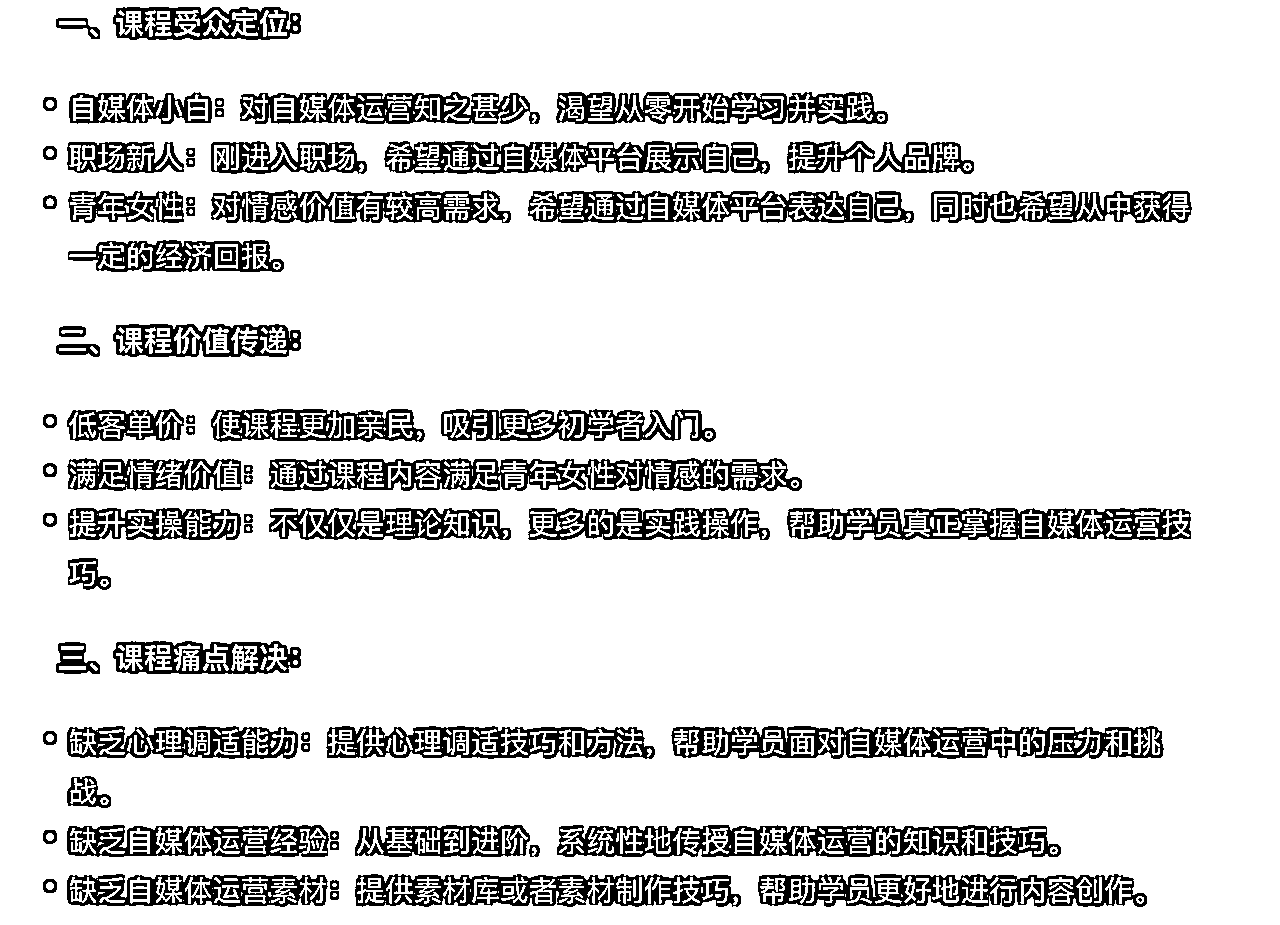 一、课程受众定位：
自媒体小白：对自媒体运营知之甚少，渴望从零开始学习并实践。
职场新人：刚进入职场，希望通过自媒体平台展示自己，提升个人品牌。
青年女性：对情感价值有较高需求，希望通过自媒体平台表达自己，同时也希望从中获得
一定的经济回报。
二、课程价值传递：
低客单价：使课程更加亲民，吸引更多初学者入门。
满足情绪价值：通过课程内容满足青年女性对情感的需求。
提升实操能力：不仅仅是理论知识，更多的是实践操作，帮助学员真正掌握自媒体运营技
巧。
三、课程痛点解决：
缺乏心理调适能力：提供心理调适技巧和方法，帮助学员面对自媒体运营中的压力和挑
战。
缺乏自媒体运营经验：从基础到进阶，系统性地传授自媒体运营的知识和技巧。
缺乏自媒体运营素材：提供素材库或者素材制作技巧，帮助学员更好地进行内容创作。